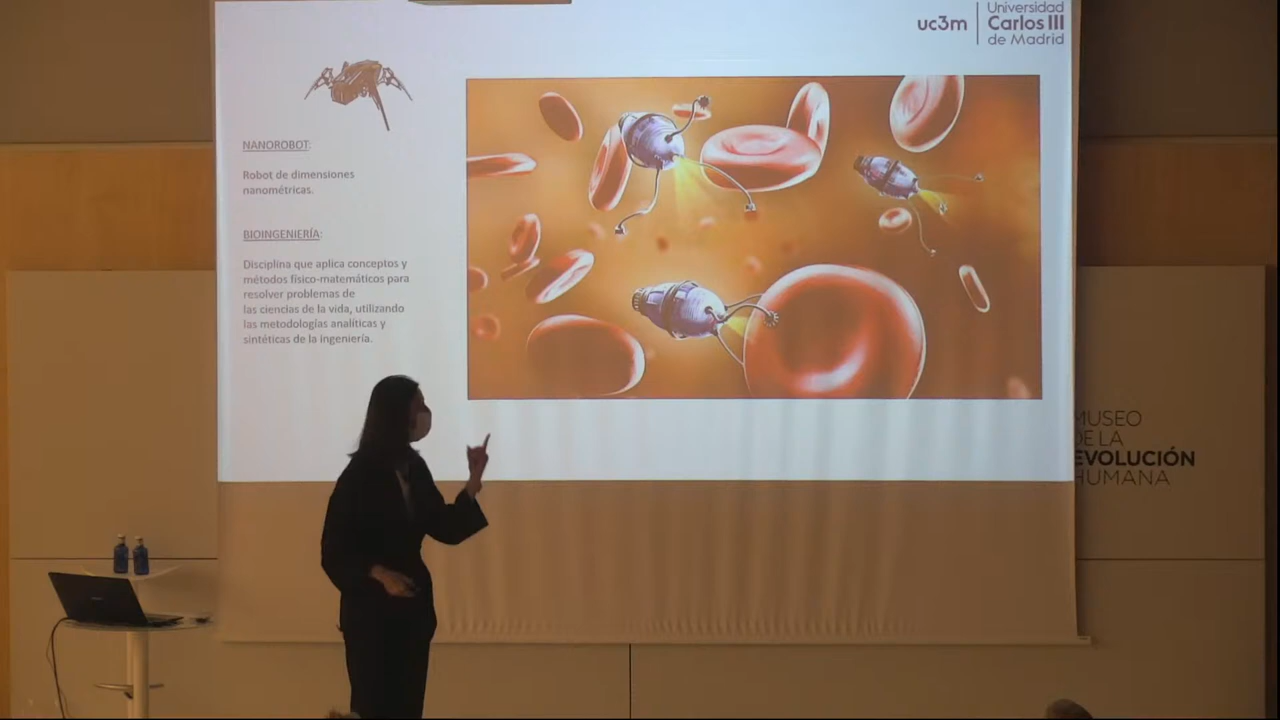 uc3m
Universidad
Carlos III
de Madrid
NANOROBOT:
Robot de dimensiones
nanométricas.
BIOINGENIERÍA:
Disciplina que aplica conceptos y
métodos físico-matemáticos para
resolver problemas de
las ciencias de la vida, utilizando
las metodologías analíticas y
sintéticas de la ingeniería.
MUSEO
DE LA
EVOLUCIÓN
HUMANA